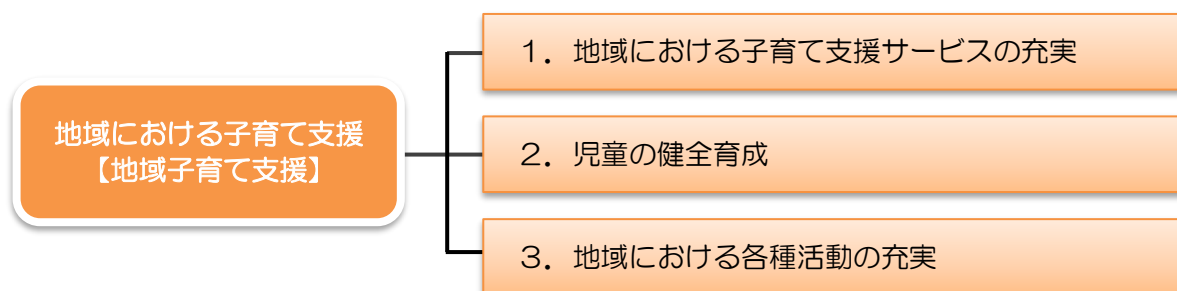 地域における子育て支援
【地域子育て支援】
１．地域における子育て支援サービスの充実
２．児童の健全育成
３．地域における各種活動の充実